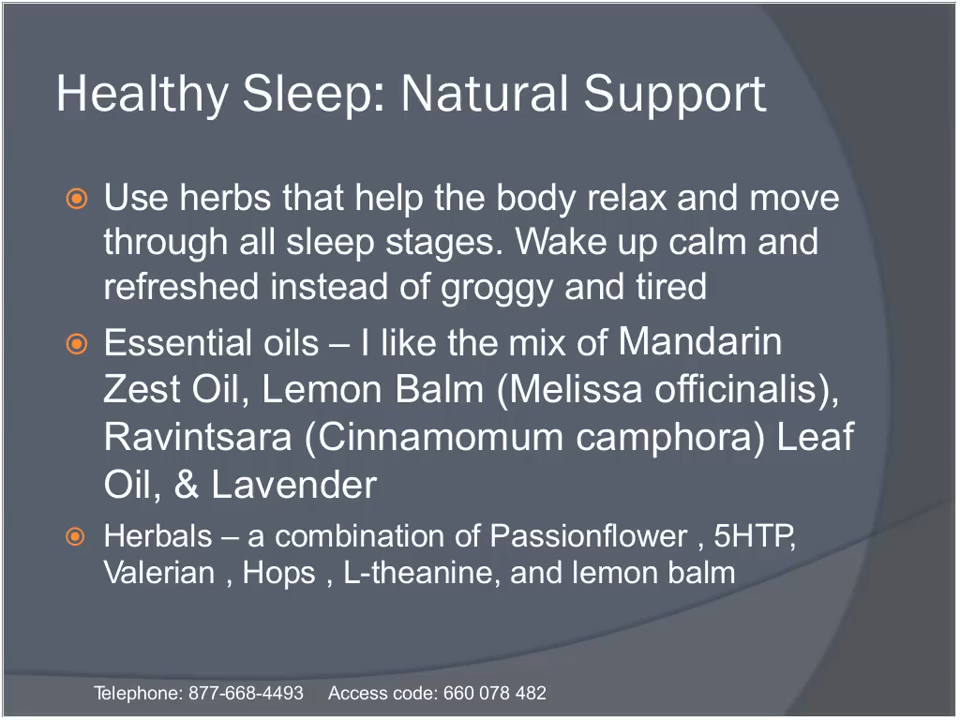 Healthy Sleep: Natural Support
Use herbs that help the body relax and move
through all sleep stages. Wake up calm and
refreshed instead of groggy and tired
Essential oils – I like the mix of Mandarin
Zest Oil, Lemon Balm (Melissa officinalis),
Ravintsara (Cinnamomum camphora) Leaf
Oil, & Lavender
Herbals – a combination of Passionflower , 5HTP,
Valerian , Hops , L-theanine, and lemon balm
Telephone: 877-668-4493 Access code: 660 078 482